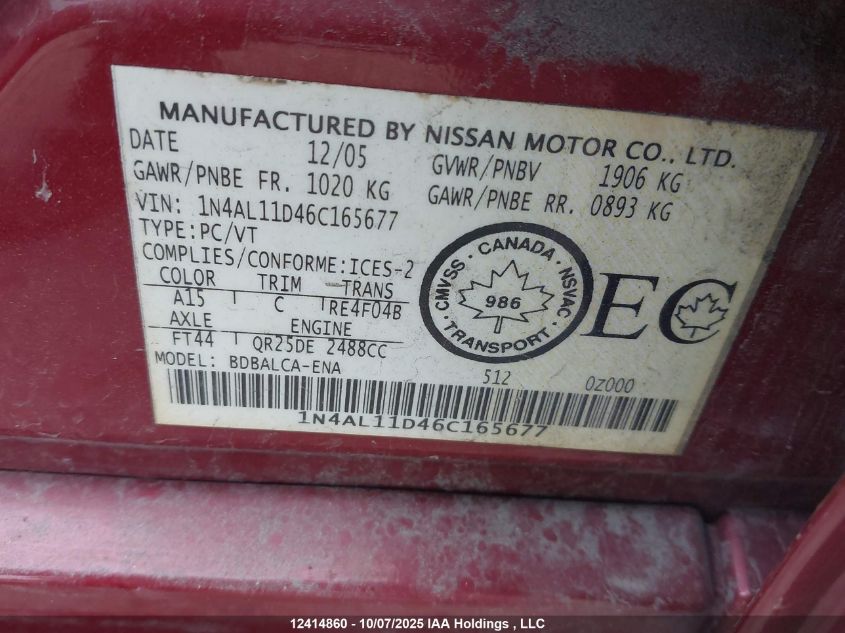 MANUFACTURED BY NISSAN MOTOR CO., LTD.
DATE 12/05 GVWR/PNBV 1906 KG
GAWR/PNBE FR. 1020 KG GAWR/PNBE RR. 0893 KG
VIN: 1N4AL11D46C165677
TYPE:PC/VT
COMPLIES/CONFORME:ICES-2
COLOR TRIM TRANS
A15 C RE4F04B
AXLE ENGINE
FT44 QR25DE 2488CC
MODEL: BDBALCA-ENA
CMVSS · CANADA · NSVAC
986
· TRANSPORT ·
EC
512 0Z000
1N4AL11D46C165677
12414860 - 10/07/2025 IAA Holdings , LLC